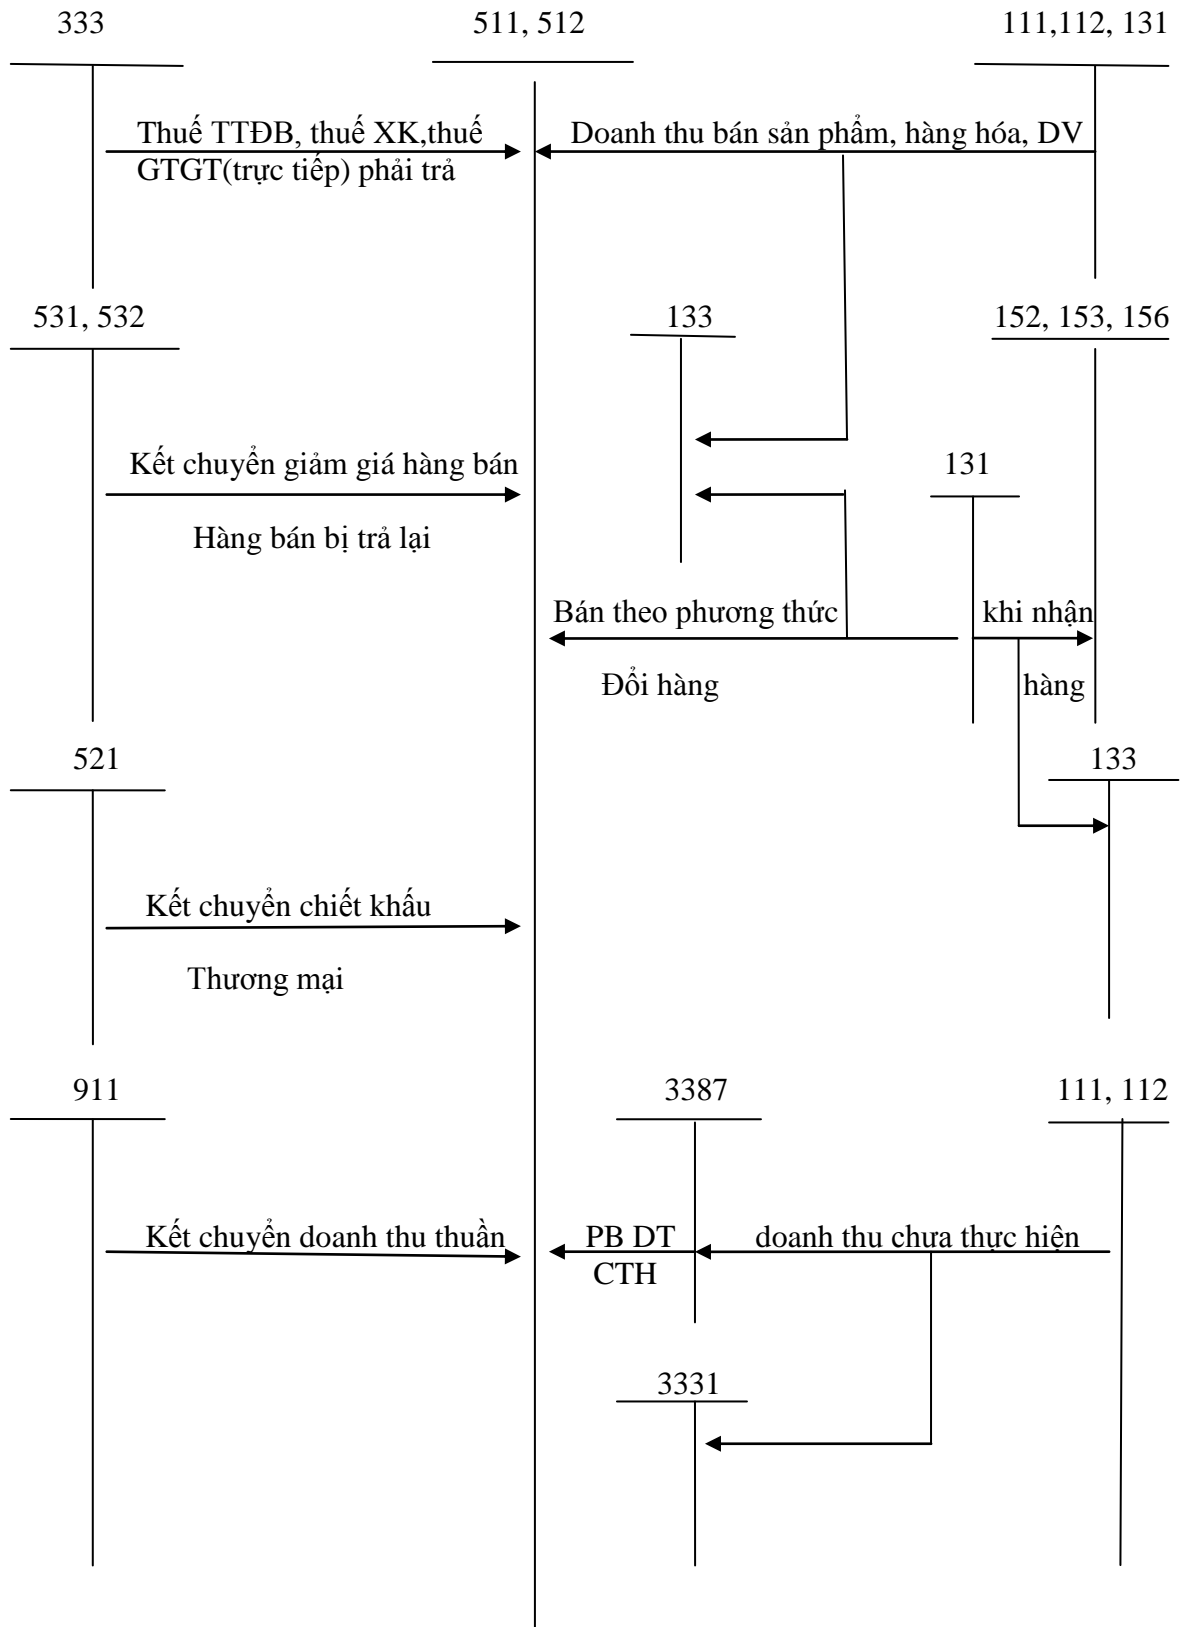 333
511, 512
111,112, 131
Thuế TTĐB, thuế XK,thuế
GTGT(trực tiếp) phải trả
Doanh thu bán sản phẩm, hàng hóa, DV
531, 532
133
152, 153, 156
Kết chuyển giảm giá hàng bán
131
Hàng bán bị trả lại
Bán theo phương thức
khi nhận
Đổi hàng
hàng
521
133
Kết chuyển chiết khấu
Thương mại
911
3387
111, 112
Kết chuyển doanh thu thuần
PB DT
CTH
doanh thu chưa thực hiện
3331